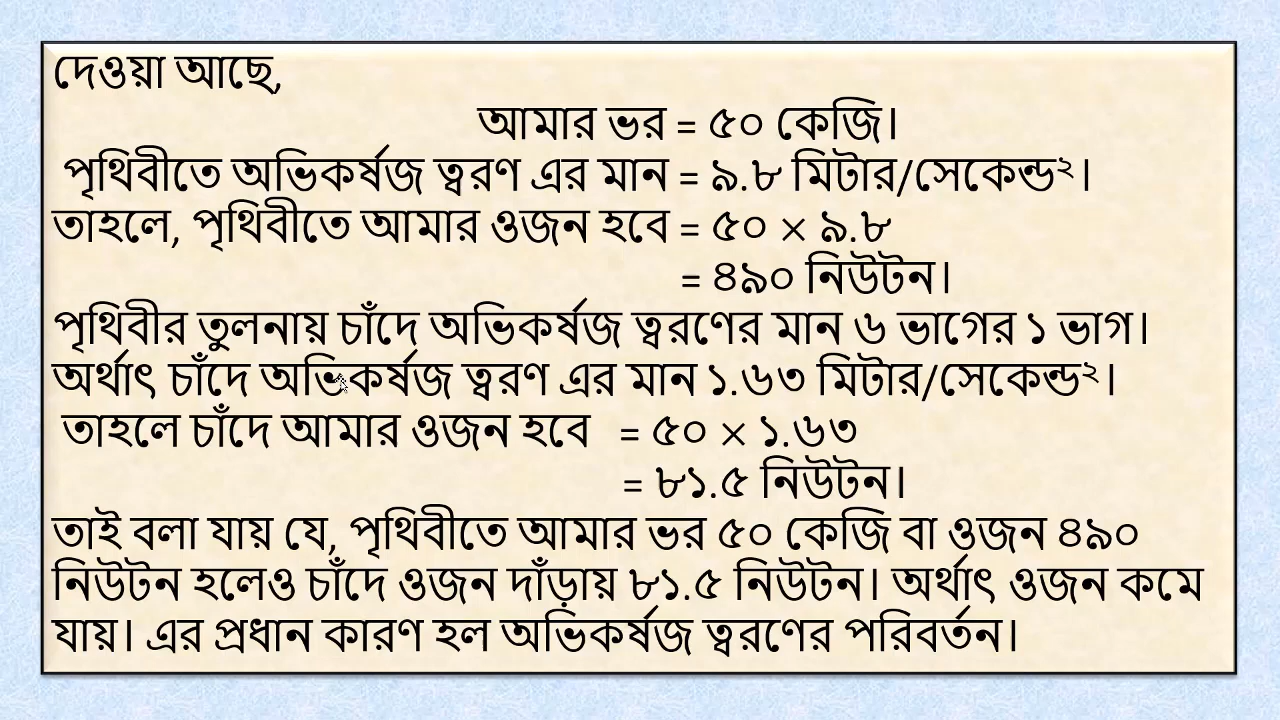 দেওয়া আছে,
আমার ভর = ৫০ কেজি।
পৃথিবীতে অভিকর্ষজ ত্বরণ এর মান = ৯.৮ মিটার/সেকেন্ড²।
তাহলে, পৃথিবীতে আমার ওজন হবে = ৫০ × ৯.৮
= ৪৯০ নিউটন।
পৃথিবীর তুলনায় চাঁদে অভিকর্ষজ ত্বরণের মান ৬ ভাগের ১ ভাগ।
অর্থাৎ চাঁদে অভিকর্ষজ ত্বরণ এর মান ১.৬৩ মিটার/সেকেন্ড²।
তাহলে চাঁদে আমার ওজন হবে = ৫০ × ১.৬৩
= ৮১.৫ নিউটন।
তাই বলা যায় যে, পৃথিবীতে আমার ভর ৫০ কেজি বা ওজন ৪৯০
নিউটন হলেও চাঁদে ওজন দাঁড়ায় ৮১.৫ নিউটন। অর্থাৎ ওজন কমে
যায়। এর প্রধান কারণ হল অভিকর্ষজ ত্বরণের পরিবর্তন।